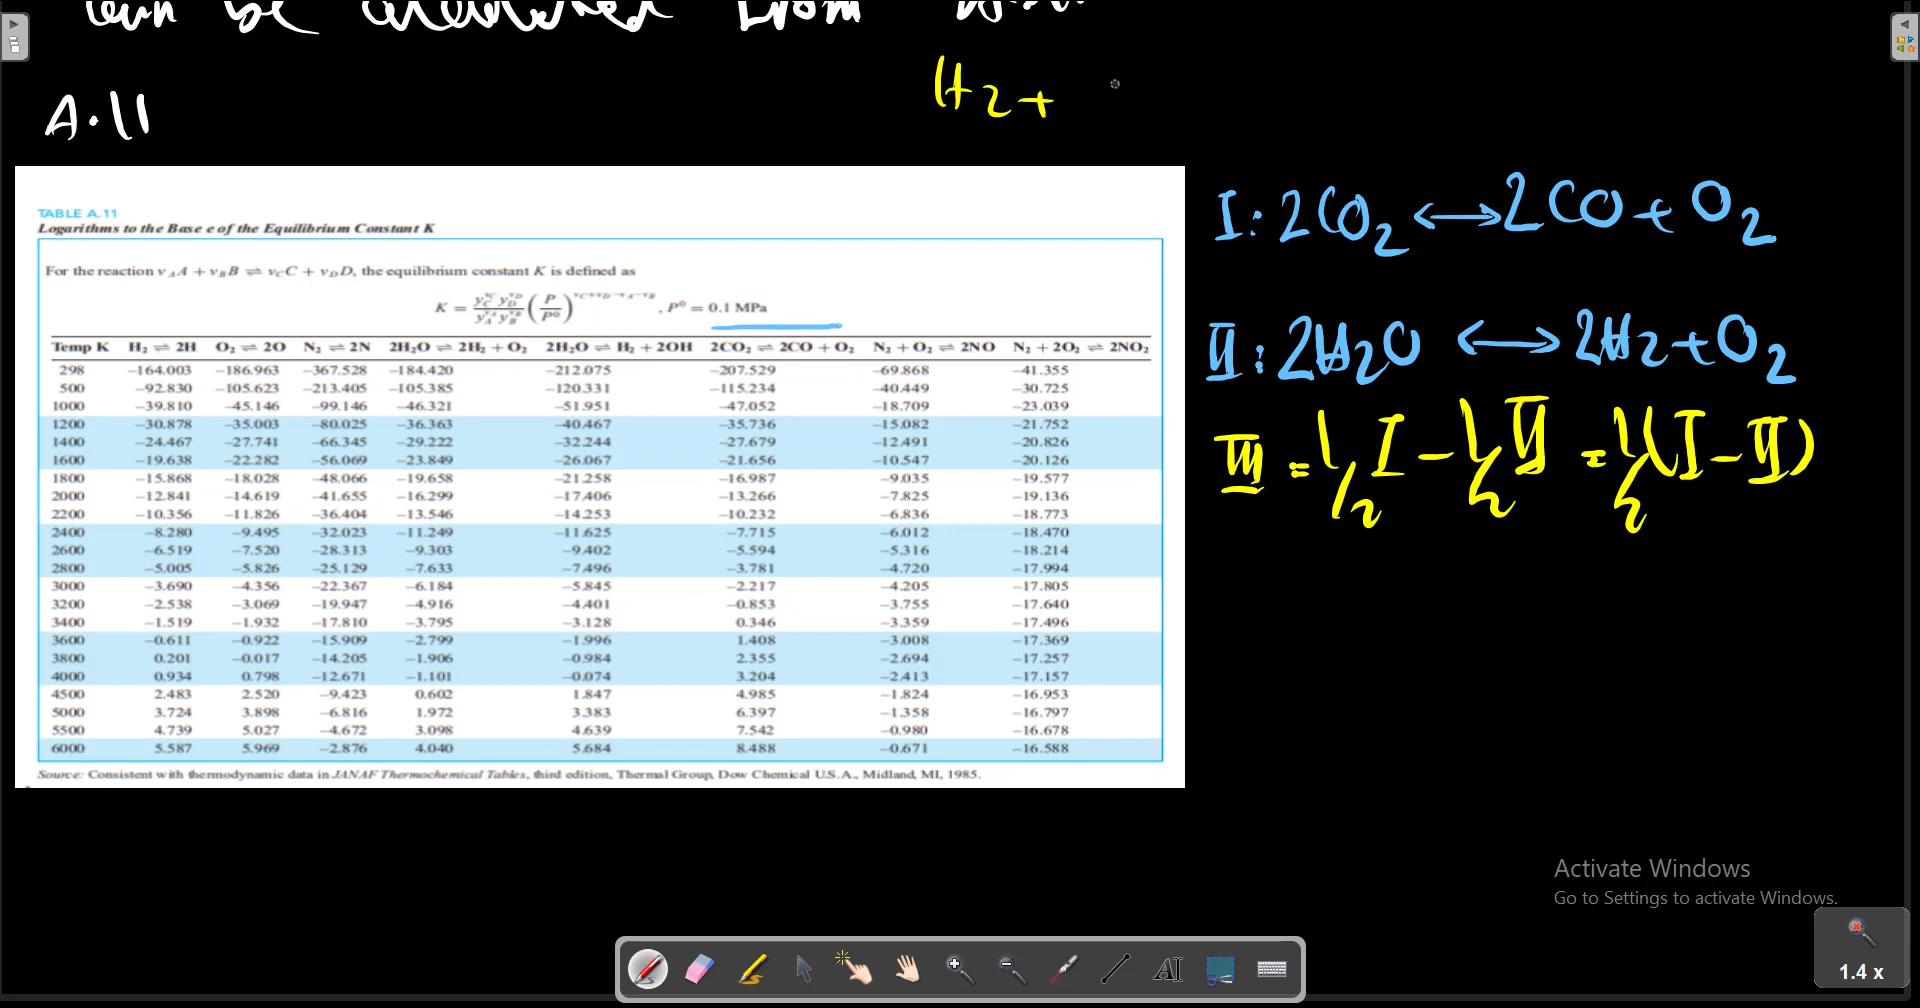 can be from
H2+
A.11
TABLE A.11
Logarithms to the Base e of the Equilibrium Constant K
For the reaction νAA + νBB ⇌ νCC + νDD, the equilibrium constant K is defined as
K = yC^νC yD^νD / yA^νA yB^νB (P/P⁰)^νC+νD−νA−νB, P⁰ = 0.1 MPa
Temp K H₂ ⇌ 2H O₂ ⇌ 2O N₂ ⇌ 2N 2H₂O ⇌ 2H₂ + O₂ 2H₂O ⇌ H₂ + 2OH 2CO₂ ⇌ 2CO + O₂ N₂ + O₂ ⇌ 2NO N₂ + 2O₂ ⇌ 2NO₂
298 −164.003 −186.963 −367.528 −184.420 −212.075 −207.529 −69.868 −41.355
500 −92.830 −105.623 −213.405 −105.385 −120.331 −115.234 −40.449 −30.725
1000 −39.810 −45.146 −99.146 −46.321 −51.951 −47.052 −18.709 −23.039
1200 −30.878 −35.003 −80.025 −36.363 −40.467 −35.736 −15.082 −21.752
1400 −24.467 −27.741 −66.345 −29.222 −32.244 −27.679 −12.491 −20.826
1600 −19.638 −22.282 −56.069 −23.849 −26.067 −21.656 −10.547 −20.126
1800 −15.868 −18.028 −48.066 −19.658 −21.258 −16.987 −9.035 −19.577
2000 −12.841 −14.619 −41.655 −16.299 −17.406 −13.266 −7.825 −19.136
2200 −10.356 −11.826 −36.404 −13.546 −14.253 −10.232 −6.836 −18.773
2400 −8.280 −9.495 −32.023 −11.249 −11.625 −7.715 −6.012 −18.470
2600 −6.519 −7.520 −28.313 −9.303 −9.402 −5.594 −5.316 −18.214
2800 −5.005 −5.826 −25.129 −7.633 −7.496 −3.781 −4.720 −17.994
3000 −3.690 −4.356 −22.367 −6.184 −5.845 −2.217 −4.205 −17.805
3200 −2.538 −3.069 −19.947 −4.916 −4.401 −0.853 −3.755 −17.640
3400 −1.519 −1.932 −17.810 −3.795 −3.128 0.346 −3.359 −17.496
3600 −0.611 −0.922 −15.909 −2.799 −1.996 1.408 −3.008 −17.369
3800 0.201 −0.017 −14.205 −1.906 −0.984 2.355 −2.694 −17.257
4000 0.934 0.798 −12.671 −1.101 −0.074 3.204 −2.413 −17.157
4500 2.483 2.520 −9.423 0.602 1.847 4.985 −1.824 −16.953
5000 3.724 3.898 −6.816 1.972 3.383 6.397 −1.358 −16.797
5500 4.739 5.027 −4.672 3.098 4.639 7.542 −0.980 −16.678
6000 5.587 5.969 −2.876 4.040 5.684 8.488 −0.671 −16.588
Source: Consistent with thermodynamic data in JANAF Thermochemical Tables, third edition, Thermal Group, Dow Chemical U.S.A., Midland, MI, 1985.
I: 2CO2 ⟷ 2CO + O2
II: 2H2O ⟷ 2H2 + O2
III = 1/2 I − 1/2 II = 1/2 (I − II)
Activate Windows
Go to Settings to activate Windows.
AI
1.4 x